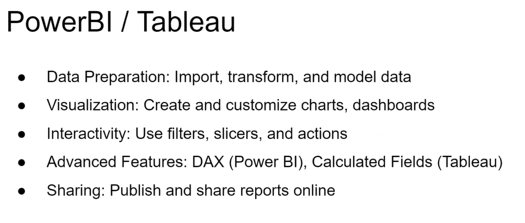 PowerBI / Tableau
● Data Preparation: Import, transform, and model data
● Visualization: Create and customize charts, dashboards
● Interactivity: Use filters, slicers, and actions
● Advanced Features: DAX (Power BI), Calculated Fields (Tableau)
● Sharing: Publish and share reports online